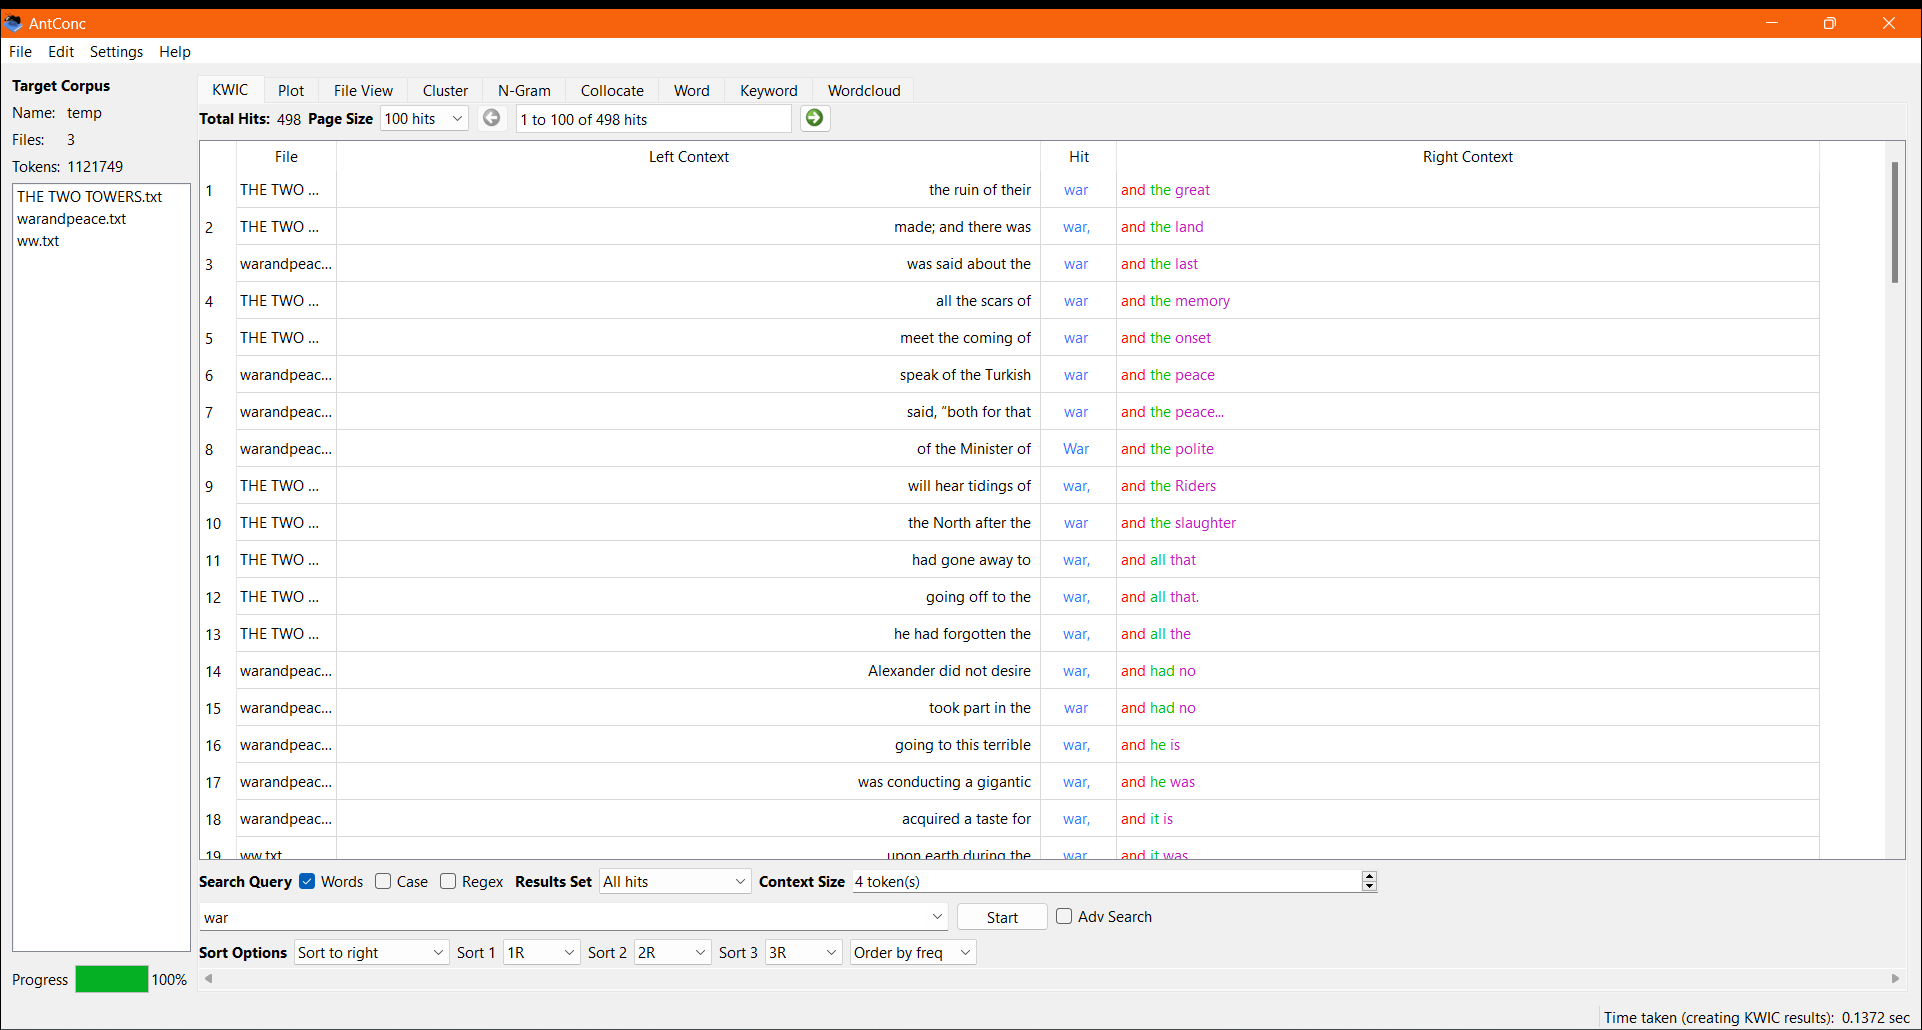 AntConc
File Edit Settings Help
Target Corpus
Name: temp
Files: 3
Tokens: 1121749
THE TWO TOWERS.txt
warandpeace.txt
ww.txt
Progress 100%
KWIC Plot File View Cluster N-Gram Collocate Word Keyword Wordcloud
Total Hits: 498 Page Size 100 hits 1 to 100 of 498 hits
File Left Context Hit Right Context
1 THE TWO ... the ruin of their war and the great
2 THE TWO ... made; and there was war, and the land
3 warandpeac... was said about the war and the last
4 THE TWO ... all the scars of war and the memory
5 THE TWO ... meet the coming of war and the onset
6 warandpeac... speak of the Turkish war and the peace
7 warandpeac... said, “both for that war and the peace...
8 warandpeac... of the Minister of War and the polite
9 THE TWO ... will hear tidings of war, and the Riders
10 THE TWO ... the North after the war and the slaughter
11 THE TWO ... had gone away to war, and all that
12 THE TWO ... going off to the war, and all that.
13 THE TWO ... he had forgotten the war, and all the
14 warandpeac... Alexander did not desire war, and had no
15 warandpeac... took part in the war and had no
16 warandpeac... going to this terrible war, and he is
17 warandpeac... was conducting a gigantic war, and he was
18 warandpeac... acquired a taste for war, and it is
19 ww.txt upon earth during the war and it was
Search Query Words Case Regex Results Set All hits Context Size 4 token(s)
war Start Adv Search
Sort Options Sort to right Sort 1 1R Sort 2 2R Sort 3 3R Order by freq
Time taken (creating KWIC results): 0.1372 sec